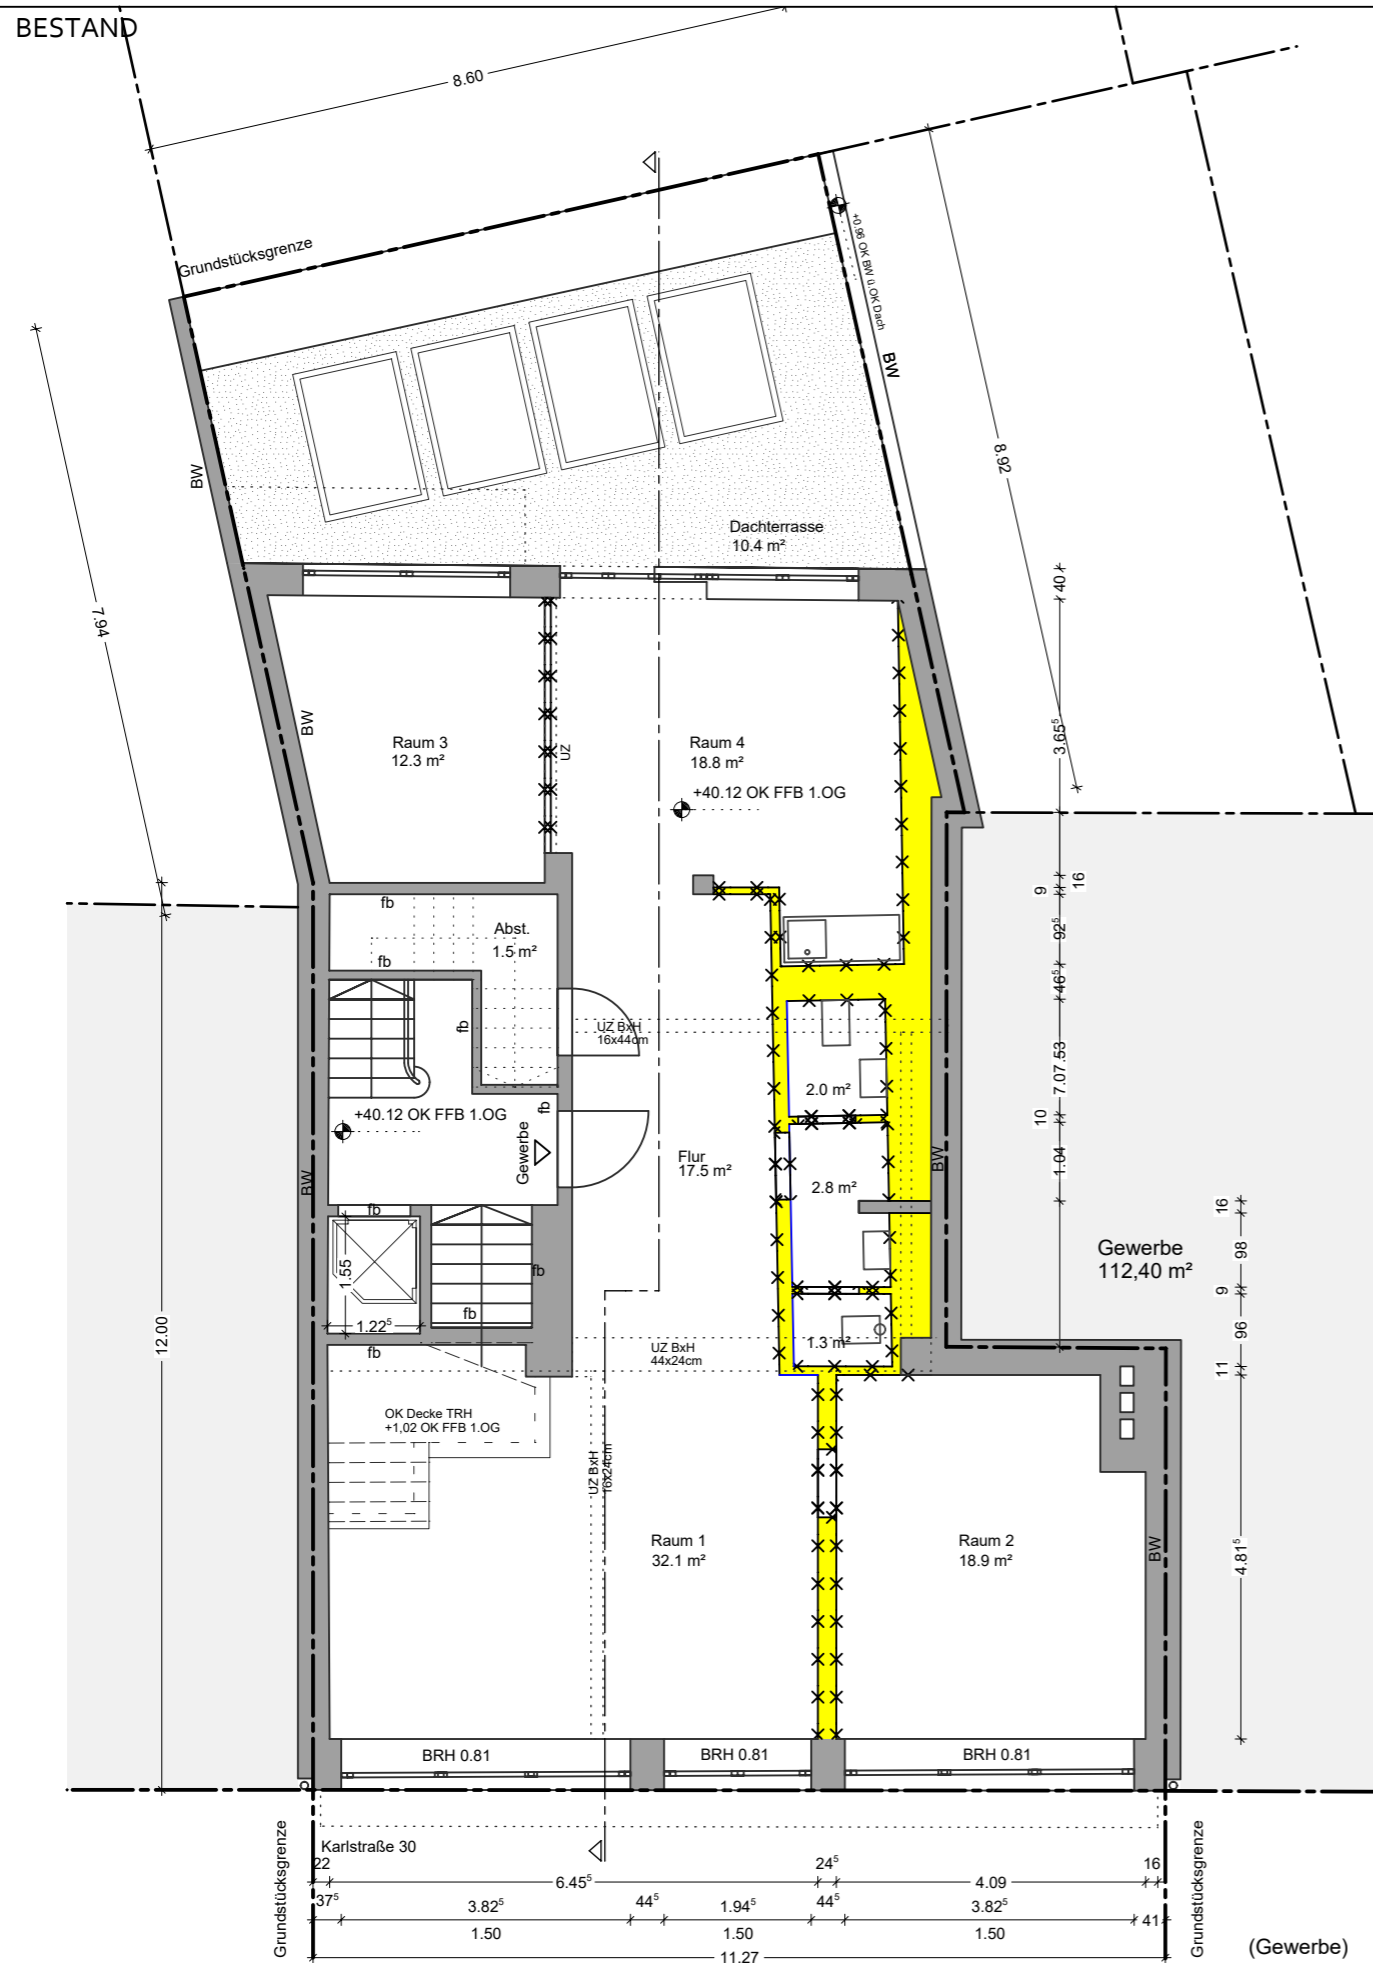 BESTAND
8.60
Grundstücksgrenze
+0.96 OK BW ü.OK Dach
BW
BW
8.92
7.94
Dachterrasse
10.4 m²
40
BW
Raum 3
12.3 m²
UZ
Raum 4
18.8 m²
+40.12 OK FFB 1.OG
3.65⁵
9
16
fb
Abst.
1.5 m²
fb
92⁵
46⁵
fb
UZ BxH
16x44cm
7.07.53
2.0 m²
+40.12 OK FFB 1.OG
fb
10
Gewerbe
Flur
17.5 m²
BW
BW
1.04
2.8 m²
fb
16
1.55
fb
98
Gewerbe
112,40 m²
9
12.00
1.22⁵
fb
fb
1.3 m²
96
UZ BxH
44x24cm
11
OK Decke TRH
+1,02 OK FFB 1.OG
UZ BxH
16x24cm
Raum 1
32.1 m²
Raum 2
18.9 m²
BW
4.81⁵
BRH 0.81
BRH 0.81
BRH 0.81
Grundstücksgrenze
Karlstraße 30
Grundstücksgrenze
22
6.45⁵
24⁵
4.09
16
37⁵
3.82⁵
44⁵
1.94⁵
44⁵
3.82⁵
41
1.50
1.50
1.50
11.27
(Gewerbe)